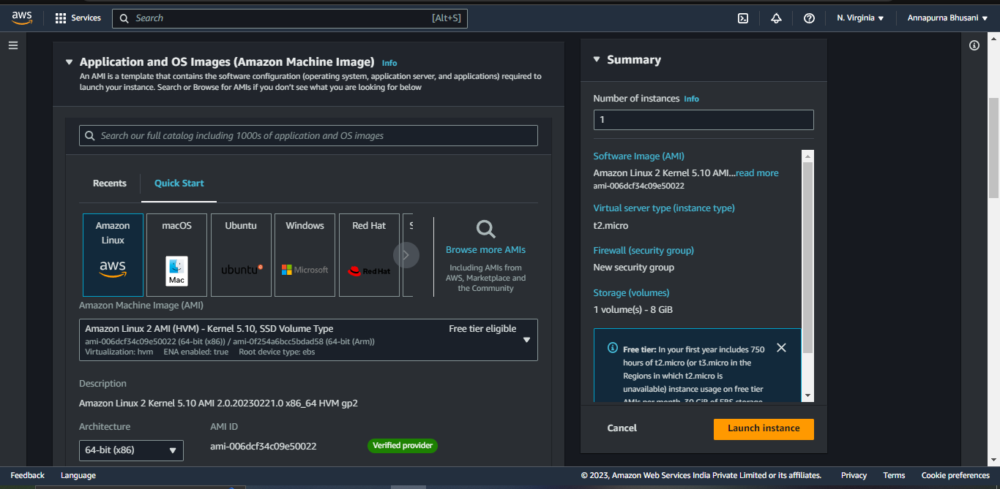 aws
Services
Search
[Alt+S]
N. Virginia
Annapurna Bhusani
Application and OS Images (Amazon Machine Image) Info
An AMI is a template that contains the software configuration (operating system, application server, and applications) required to
launch your instance. Search or Browse for AMIs if you don't see what you are looking for below
Search our full catalog including 1000s of application and OS images
Recents
Quick Start
Amazon
Linux
aws
macOS
Mac
Ubuntu
ubuntu
Windows
Microsoft
Red Hat
Red Hat
Browse more AMIs
Including AMIs from
AWS, Marketplace and
the Community
Amazon Machine Image (AMI)
Amazon Linux 2 AMI (HVM) - Kernel 5.10, SSD Volume Type
Free tier eligible
ami-006dcf34c09e50022 (64-bit (x86)) / ami-0f254a6bcc5bdad58 (64-bit (Arm))
Virtualization: hvm ENA enabled: true Root device type: ebs
Description
Amazon Linux 2 Kernel 5.10 AMI 2.0.20230221.0 x86_64 HVM gp2
Architecture
AMI ID
64-bit (x86)
ami-006dcf34c09e50022
Verified provider
Summary
Number of instances Info
1
Software Image (AMI)
Amazon Linux 2 Kernel 5.10 AMI...read more
ami-006dcf34c09e50022
Virtual server type (instance type)
t2.micro
Firewall (security group)
New security group
Storage (volumes)
1 volume(s) - 8 GiB
Free tier: In your first year includes 750
hours of t2.micro (or t3.micro in the
Regions in which t2.micro is
unavailable) instance usage on free tier
AMIs per month, 30 GiB of EBS storage,
Cancel
Launch instance
Feedback
Language
© 2023, Amazon Web Services India Private Limited or its affiliates.
Privacy
Terms
Cookie preferences